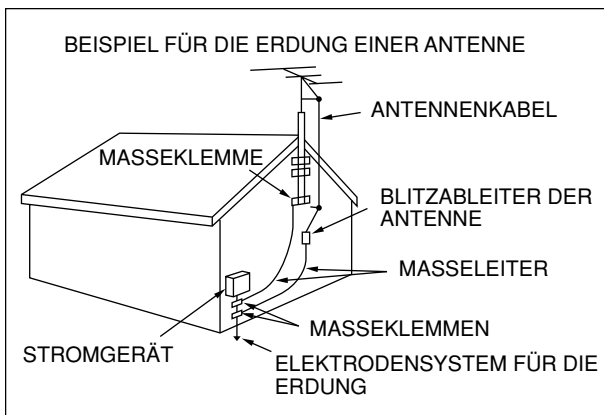 BEISPIEL FÜR DIE ERDUNG EINER ANTENNE
ANTENNENKABEL
MASSEKLEMME
BLITZABLEITER DER
ANTENNE
MASSELEITER
MASSEKLEMMEN
STROMGERÄT
ELEKTRODENSYSTEM FÜR DIE
ERDUNG